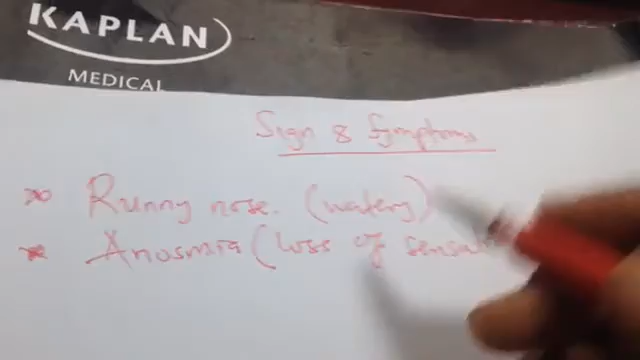 KAPLAN
MEDICAL
Sign & Symptoms
* Runny nose. (watery)
* Anosmia (loss of